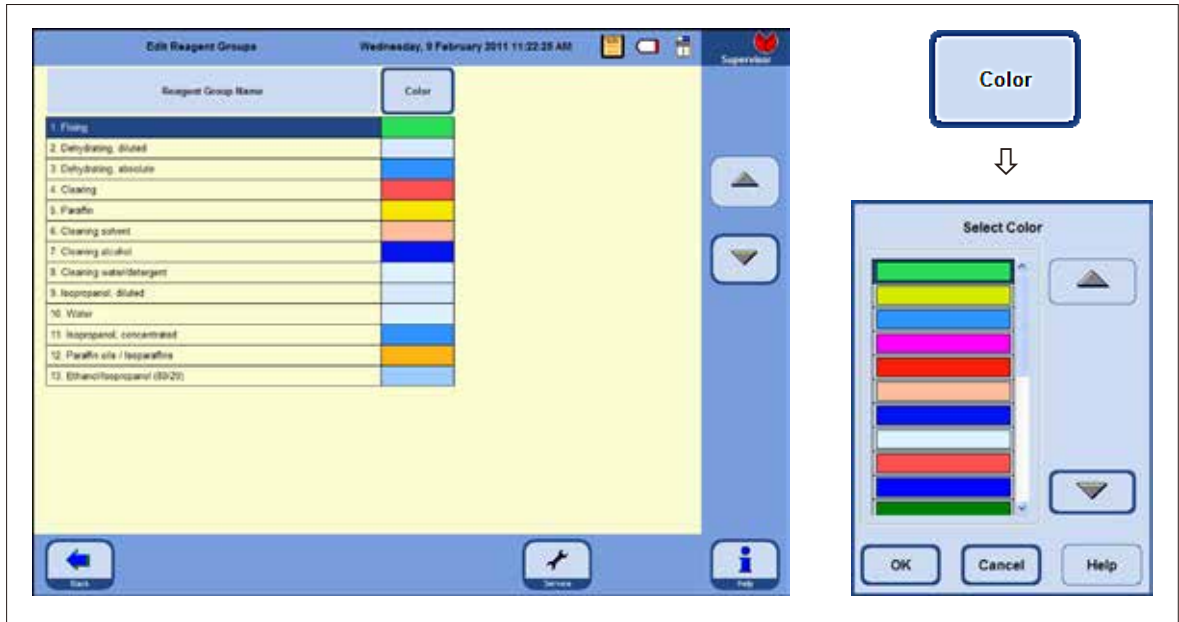 Edit Reagent Groups
Wednesday, 9 February 2011 11:22:25 AM
Supervisor
Reagent Group Name
Color
1. Fixing
2. Dehydrating, diluted
3. Dehydrating, absolute
4. Clearing
5. Paraffin
6. Cleaning solvent
7. Cleaning alcohol
8. Cleaning water/detergent
9. Isopropanol, diluted
10. Water
11. Isopropanol, concentrated
12. Paraffin oils / Isoparaffins
13. Ethanol/Isopropanol (80/20)
Back
Service
Help
Color
Select Color
OK
Cancel
Help